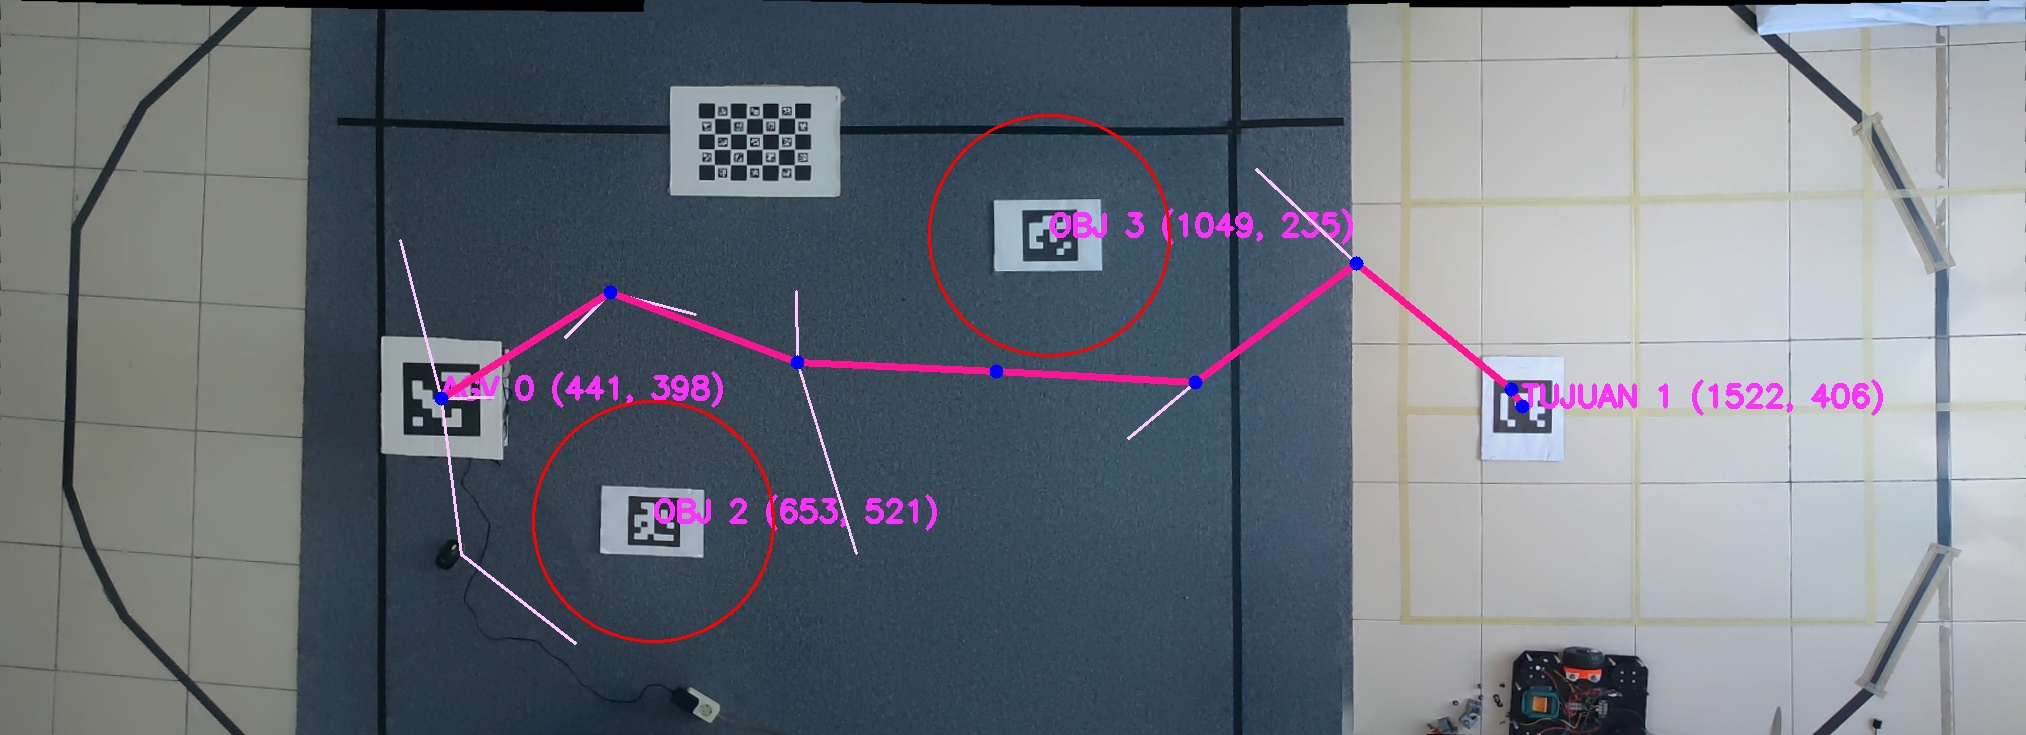 OBJ 3 (1049, 235)
AGV 0 (441, 398)
TUJUAN 1 (1522, 406)
OBJ 2 (653, 521)